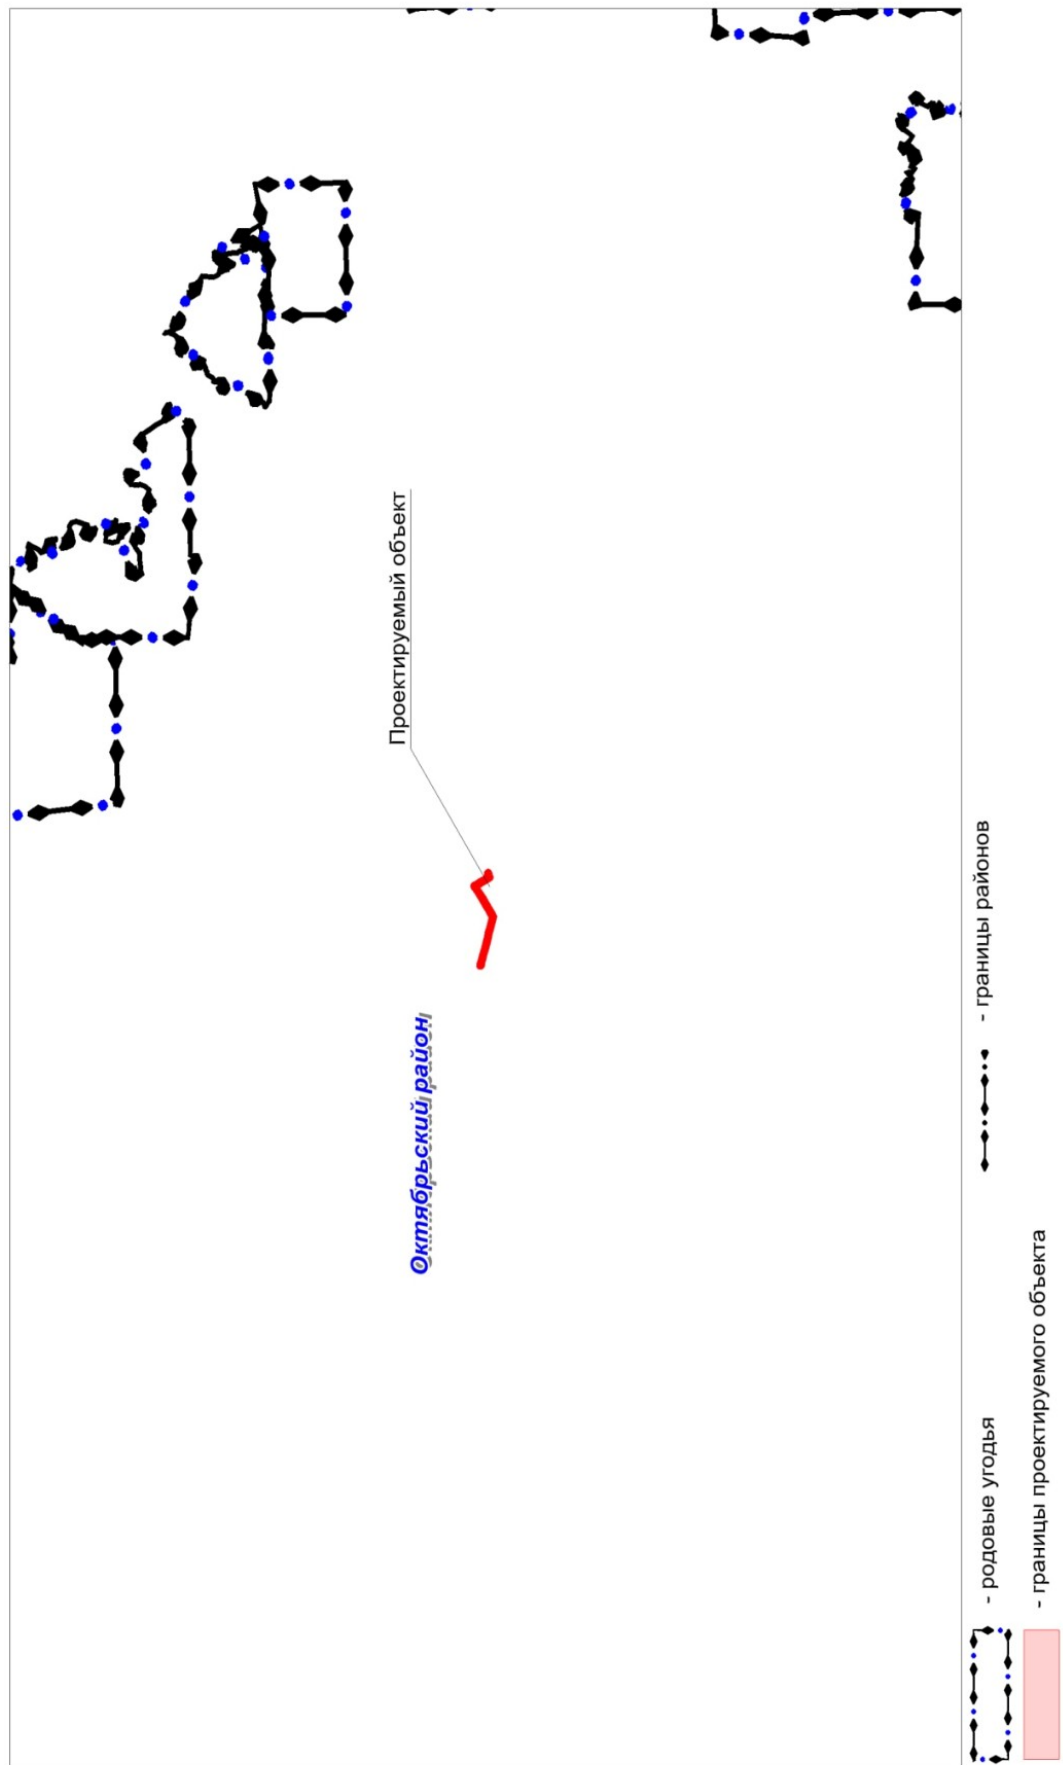 Проектируемый объект
Октябрьский район
- родовые угодья
- границы районов
- границы проектируемого объекта